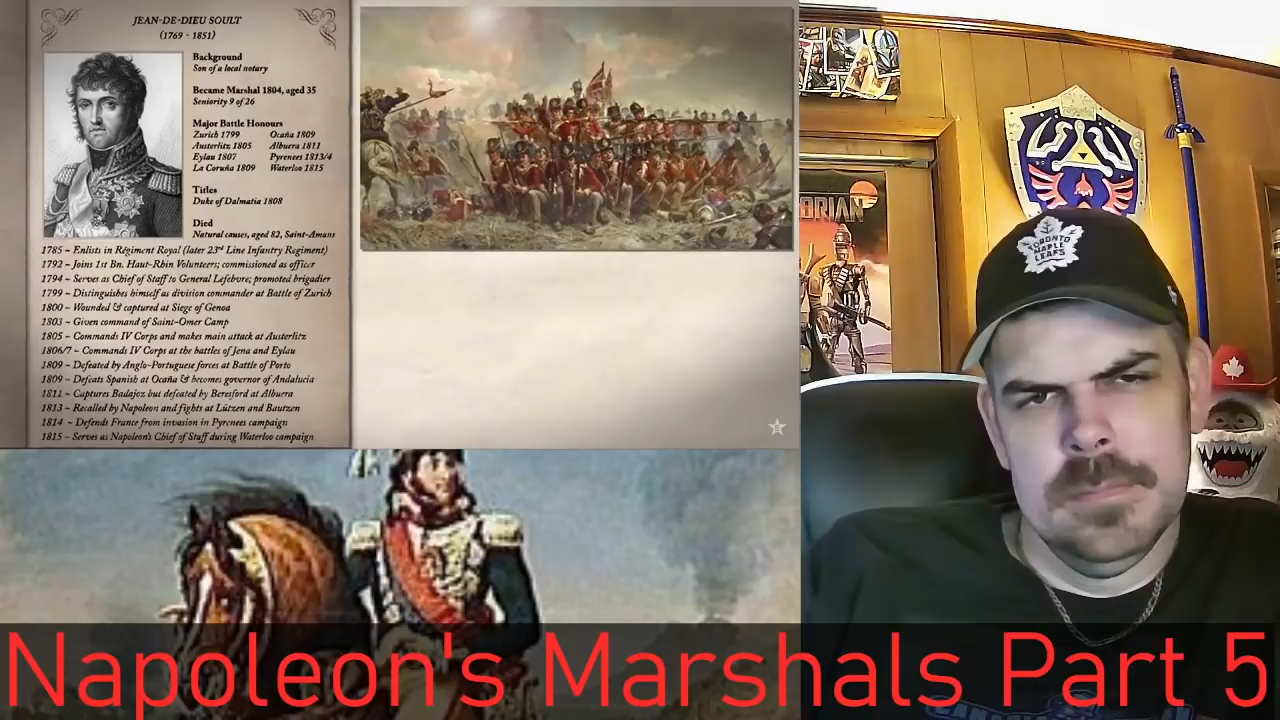 JEAN-DE-DIEU SOULT
(1769 - 1851)
Background
Son of a local notary
Became Marshal 1804, aged 35
Seniority 9 of 26
Major Battle Honours
Zurich 1799 Ocaña 1809
Austerlitz 1805 Albuera 1811
Eylau 1807 Pyrenees 1813/4
La Coruña 1809 Waterloo 1815
Titles
Duke of Dalmatia 1808
Died
Natural causes, aged 82, Saint-Amans
1785 ~ Enlists in Régiment Royal (later 23rd Line Infantry Regiment)
1792 ~ Joins 1st Bn. Haut-Rhin Volunteers; commissioned as officer
1794 ~ Serves as Chief of Staff to General Lefebvre; promoted brigadier
1799 ~ Distinguishes himself as division commander at Battle of Zurich
1800 ~ Wounded & captured at Siege of Genoa
1803 ~ Given command of Saint-Omer Camp
1805 ~ Commands IV Corps and makes main attack at Austerlitz
1806/7 ~ Commands IV Corps at the battles of Jena and Eylau
1809 ~ Defeated by Anglo-Portuguese forces at Battle of Porto
1809 ~ Defeats Spanish at Ocaña & becomes governor of Andalucia
1811 ~ Captures Badajoz but defeated by Beresford at Albuera
1813 ~ Recalled by Napoleon and fights at Lützen and Bautzen
1814 ~ Defends France from invasion in Pyrenees campaign
1815 ~ Serves as Napoleon's Chief of Staff during Waterloo campaign
ORIAN
TORONTO
MAPLE
LEAFS
Napoleon's Marshals Part 5